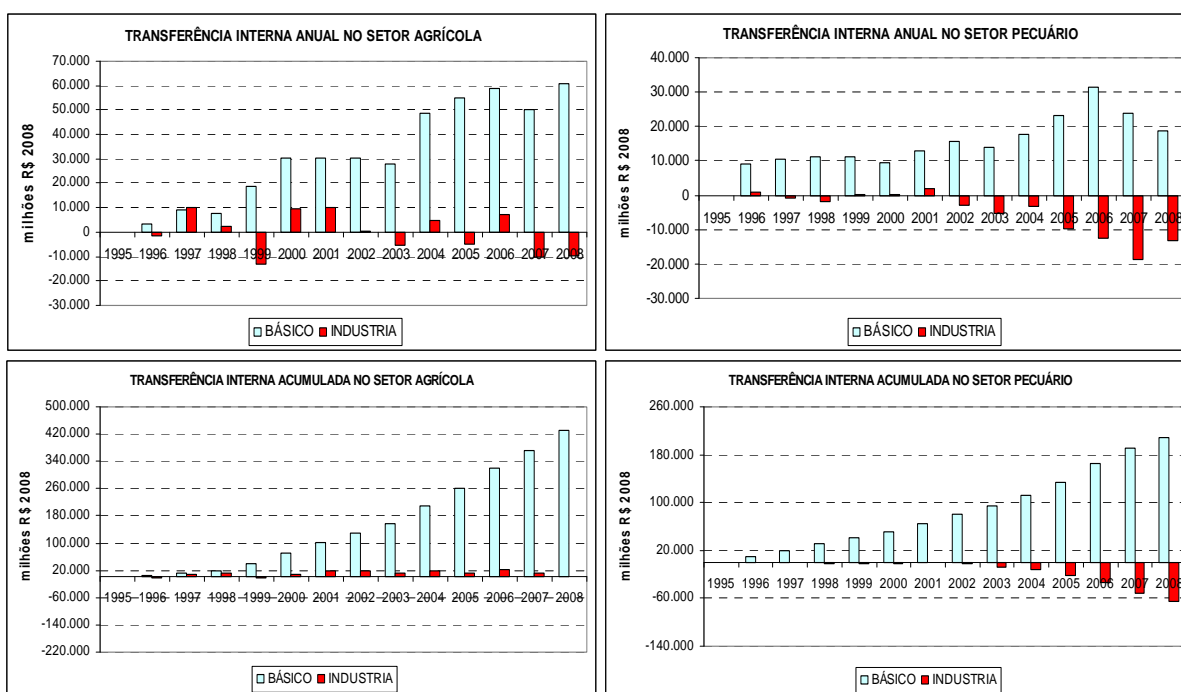 TRANSFERÊNCIA INTERNA ANUAL NO SETOR AGRÍCOLA
milhões R$ 2008
70.000
60.000
50.000
40.000
30.000
20.000
10.000
0
-10.000
-20.000
-30.000
1995 1996 1997 1998 1999 2000 2001 2002 2003 2004 2005 2006 2007 2008
BÁSICO INDUSTRIA
TRANSFERÊNCIA INTERNA ANUAL NO SETOR PECUÁRIO
milhões R$ 2008
40.000
30.000
20.000
10.000
0
-10.000
-20.000
-30.000
1995 1996 1997 1998 1999 2000 2001 2002 2003 2004 2005 2006 2007 2008
BÁSICO INDUSTRIA
TRANSFERÊNCIA INTERNA ACUMULADA NO SETOR AGRÍCOLA
milhões R$ 2008
500.000
420.000
340.000
260.000
180.000
100.000
20.000
-60.000
-140.000
-220.000
1995 1996 1997 1998 1999 2000 2001 2002 2003 2004 2005 2006 2007 2008
BÁSICO INDUSTRIA
TRANSFERÊNCIA INTERNA ACUMULADA NO SETOR PECUÁRIO
milhões R$ 2008
260.000
180.000
100.000
20.000
-60.000
-140.000
1995 1996 1997 1998 1999 2000 2001 2002 2003 2004 2005 2006 2007 2008
BÁSICO INDUSTRIA